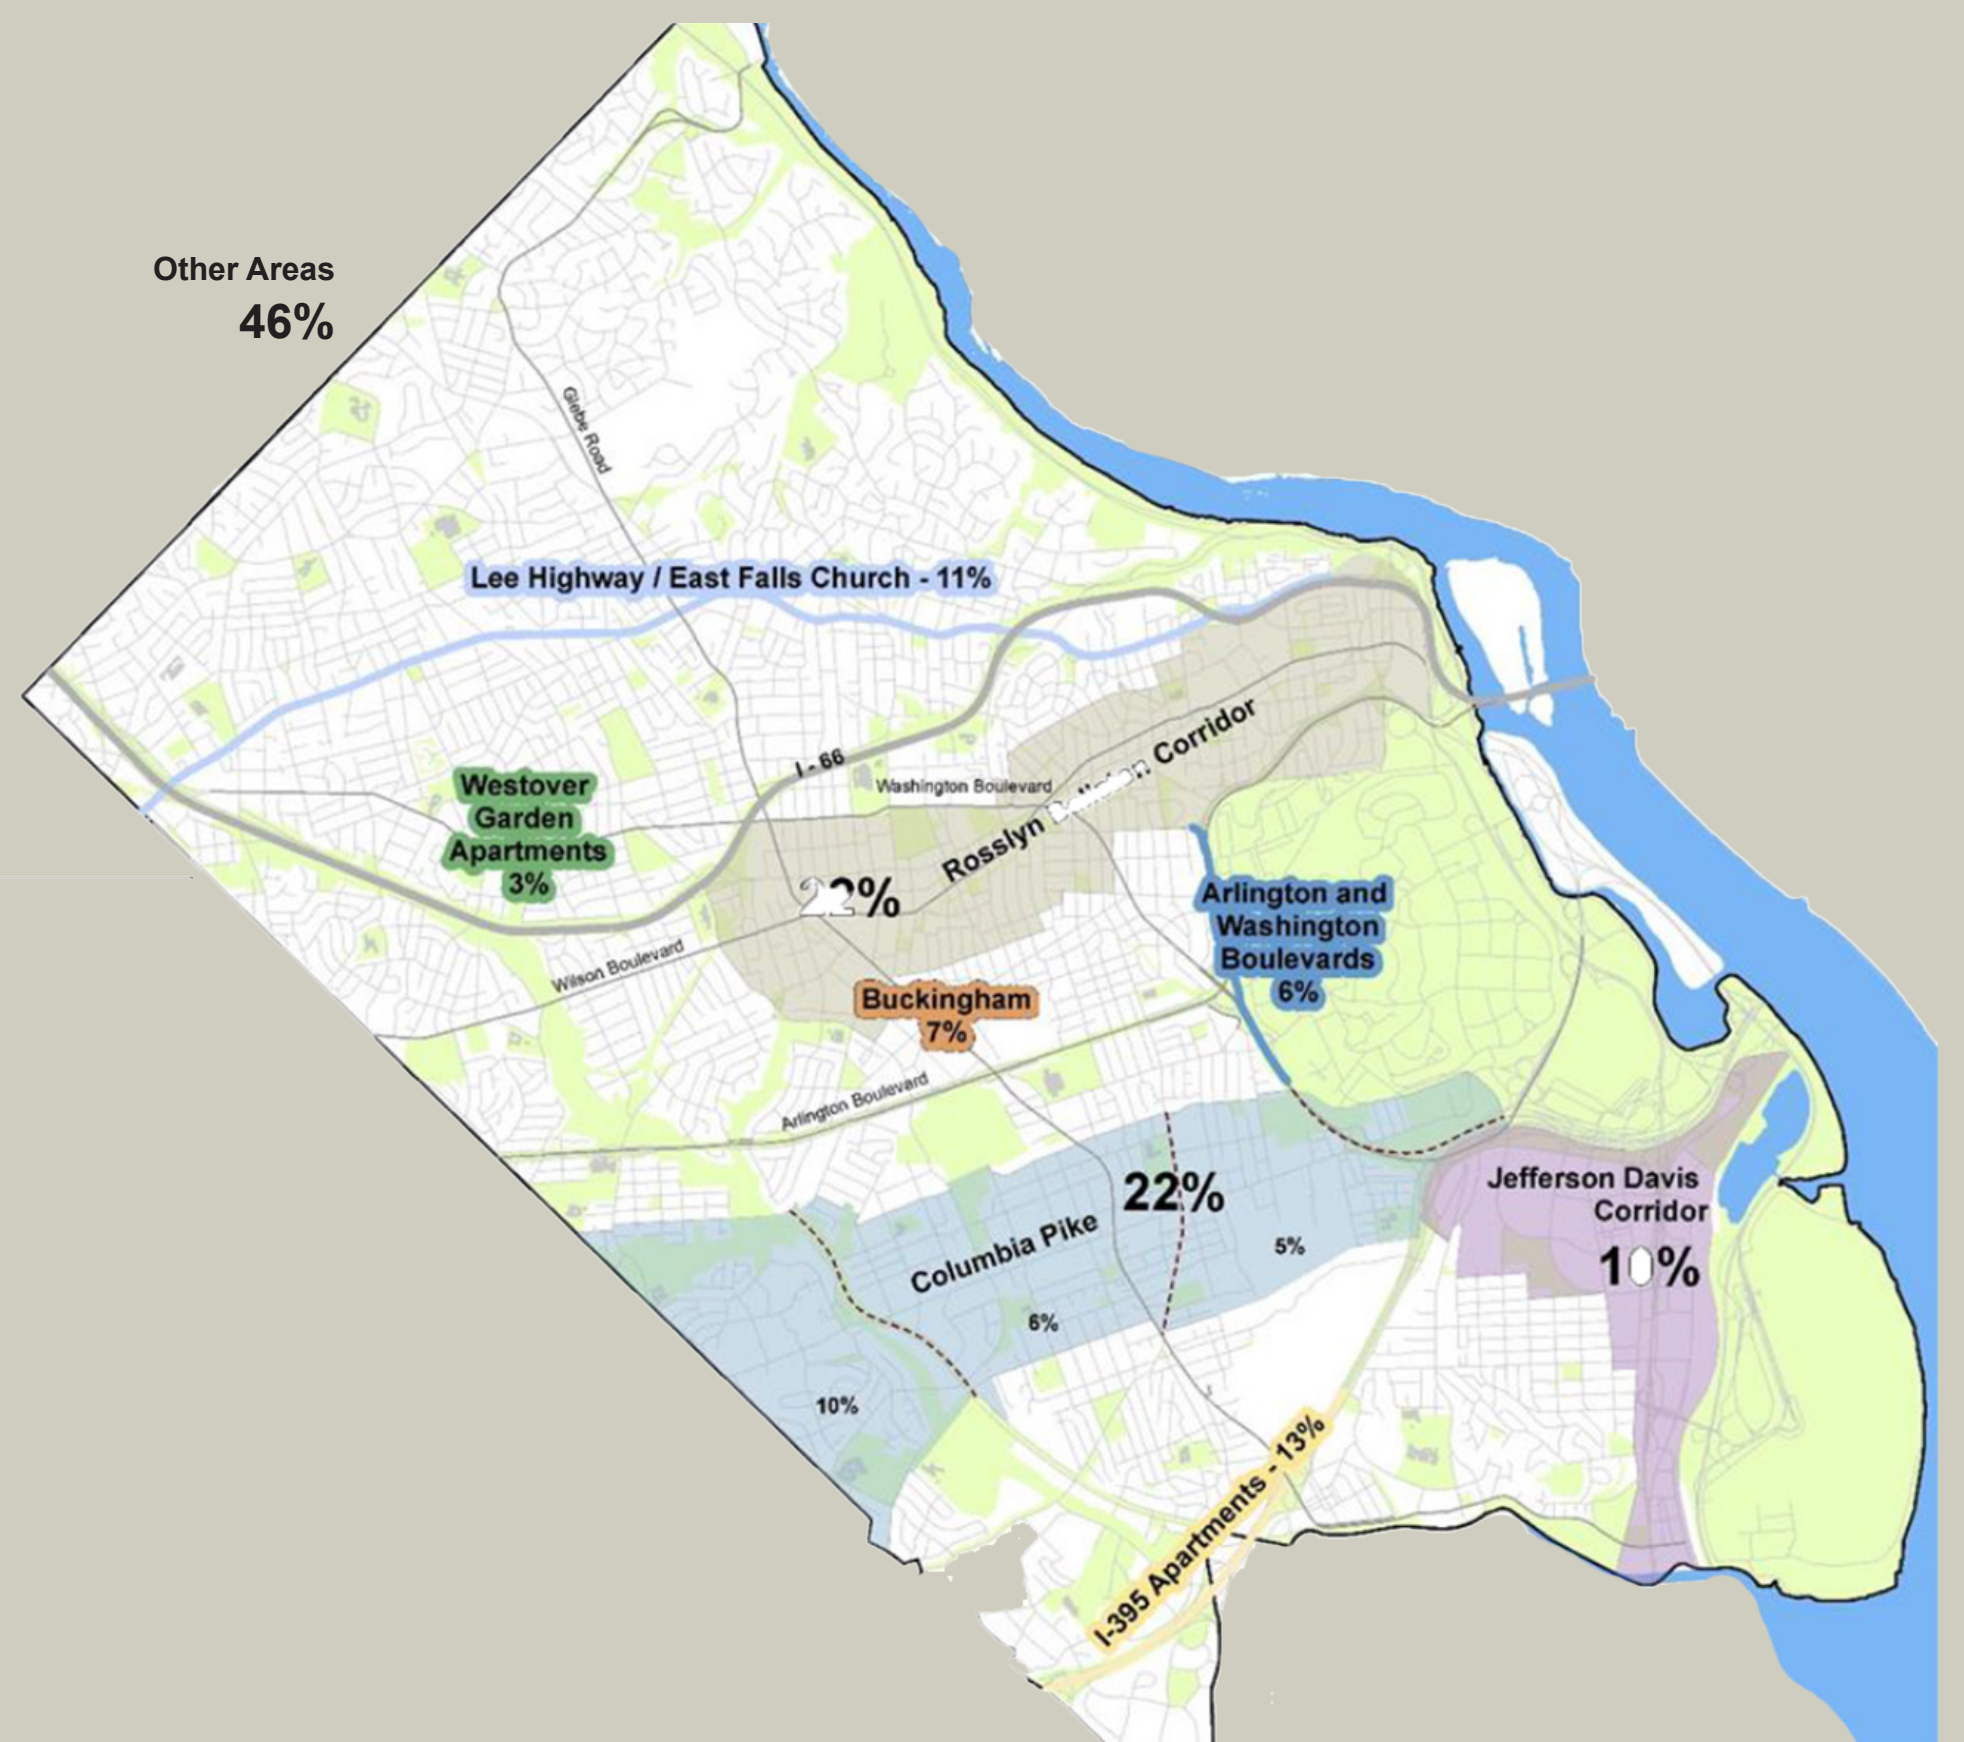 Other Areas
46%
Glebe Road
Lee Highway / East Falls Church - 11%
I - 66
Washington Boulevard
Westover
Garden
Apartments
3%
Rosslyn Corridor
22%
Wilson Boulevard
Arlington and
Washington
Boulevards
6%
Buckingham
7%
Arlington Boulevard
Columbia Pike
22%
5%
6%
10%
Jefferson Davis
Corridor
10%
I-395 Apartments - 13%